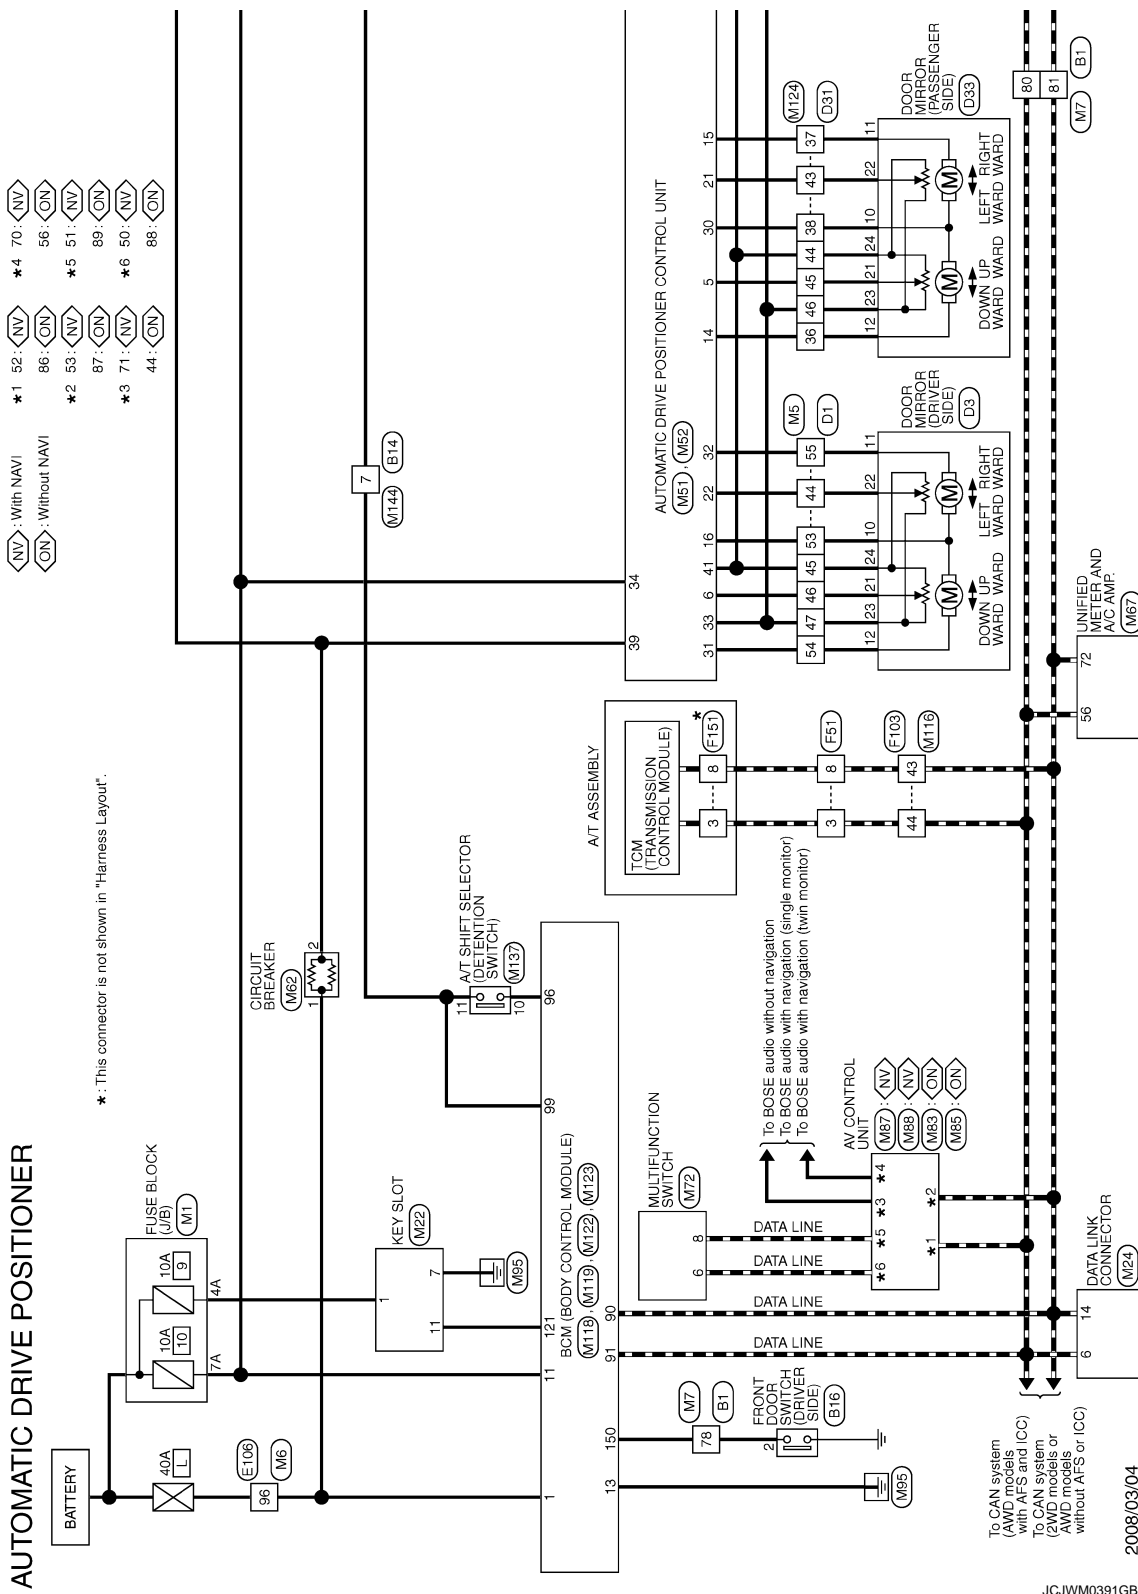 AUTOMATIC DRIVE POSITIONER
BATTERY
40A
L
E106
96
M6
FUSE BLOCK
(J/B)
M1
10A
10
10A
9
7A
4A
KEY SLOT
M22
1
7
11
M95
NV : With NAVI
ON : Without NAVI
*1 52 : NV
86 : ON
*2 53 : NV
87 : ON
*3 71 : NV
44 : ON
*4 70 : NV
56 : ON
*5 51 : NV
89 : ON
*6 50 : NV
88 : ON
* : This connector is not shown in "Harness Layout".
CIRCUIT
BREAKER
M62
1
2
7
M144
B14
A/T SHIFT SELECTOR
(DETENTION
SWITCH)
M137
11
10
1
11
121
99
96
BCM (BODY CONTROL MODULE)
M118 , M119 , M122 , M123
13
150
91
90
M95
M7
78
B1
FRONT
DOOR
SWITCH
(DRIVER
SIDE)
B16
2
DATA LINE
DATA LINE
MULTIFUNCTION
SWITCH
M72
6
8
DATA LINE
DATA LINE
*6
*5
*3
*4
*1
*2
AV CONTROL
UNIT
M87 : NV
M88 : NV
M83 : ON
M85 : ON
To BOSE audio without navigation
To BOSE audio with navigation (single monitor)
To BOSE audio with navigation (twin monitor)
A/T ASSEMBLY
TCM
(TRANSMISSION
CONTROL MODULE)
*
F151
3
8
3
8
F51
44
43
F103
M116
39
34
AUTOMATIC DRIVE POSITIONER CONTROL UNIT
M51 , M52
31
33
6
41
16
22
32
14
5
30
21
15
54
47
46
45
53
44
55
M5
D1
12
23
21
24
10
22
11
DOOR
MIRROR
(DRIVER
SIDE)
D3
M
M
DOWN UP
WARD WARD
LEFT RIGHT
WARD WARD
36
46
45
44
38
43
37
M124
D31
12
23
21
24
10
22
11
DOOR
MIRROR
(PASSENGER
SIDE)
D33
M
M
DOWN UP
WARD WARD
LEFT RIGHT
WARD WARD
80
81
M7
B1
To CAN system
(AWD models
with AFS and ICC)
To CAN system
(2WD models or
AWD models
without AFS or ICC)
6
14
DATA LINK
CONNECTOR
M24
56
72
UNIFIED
METER AND
A/C AMP.
M67
2008/03/04
JCJWM0391GB